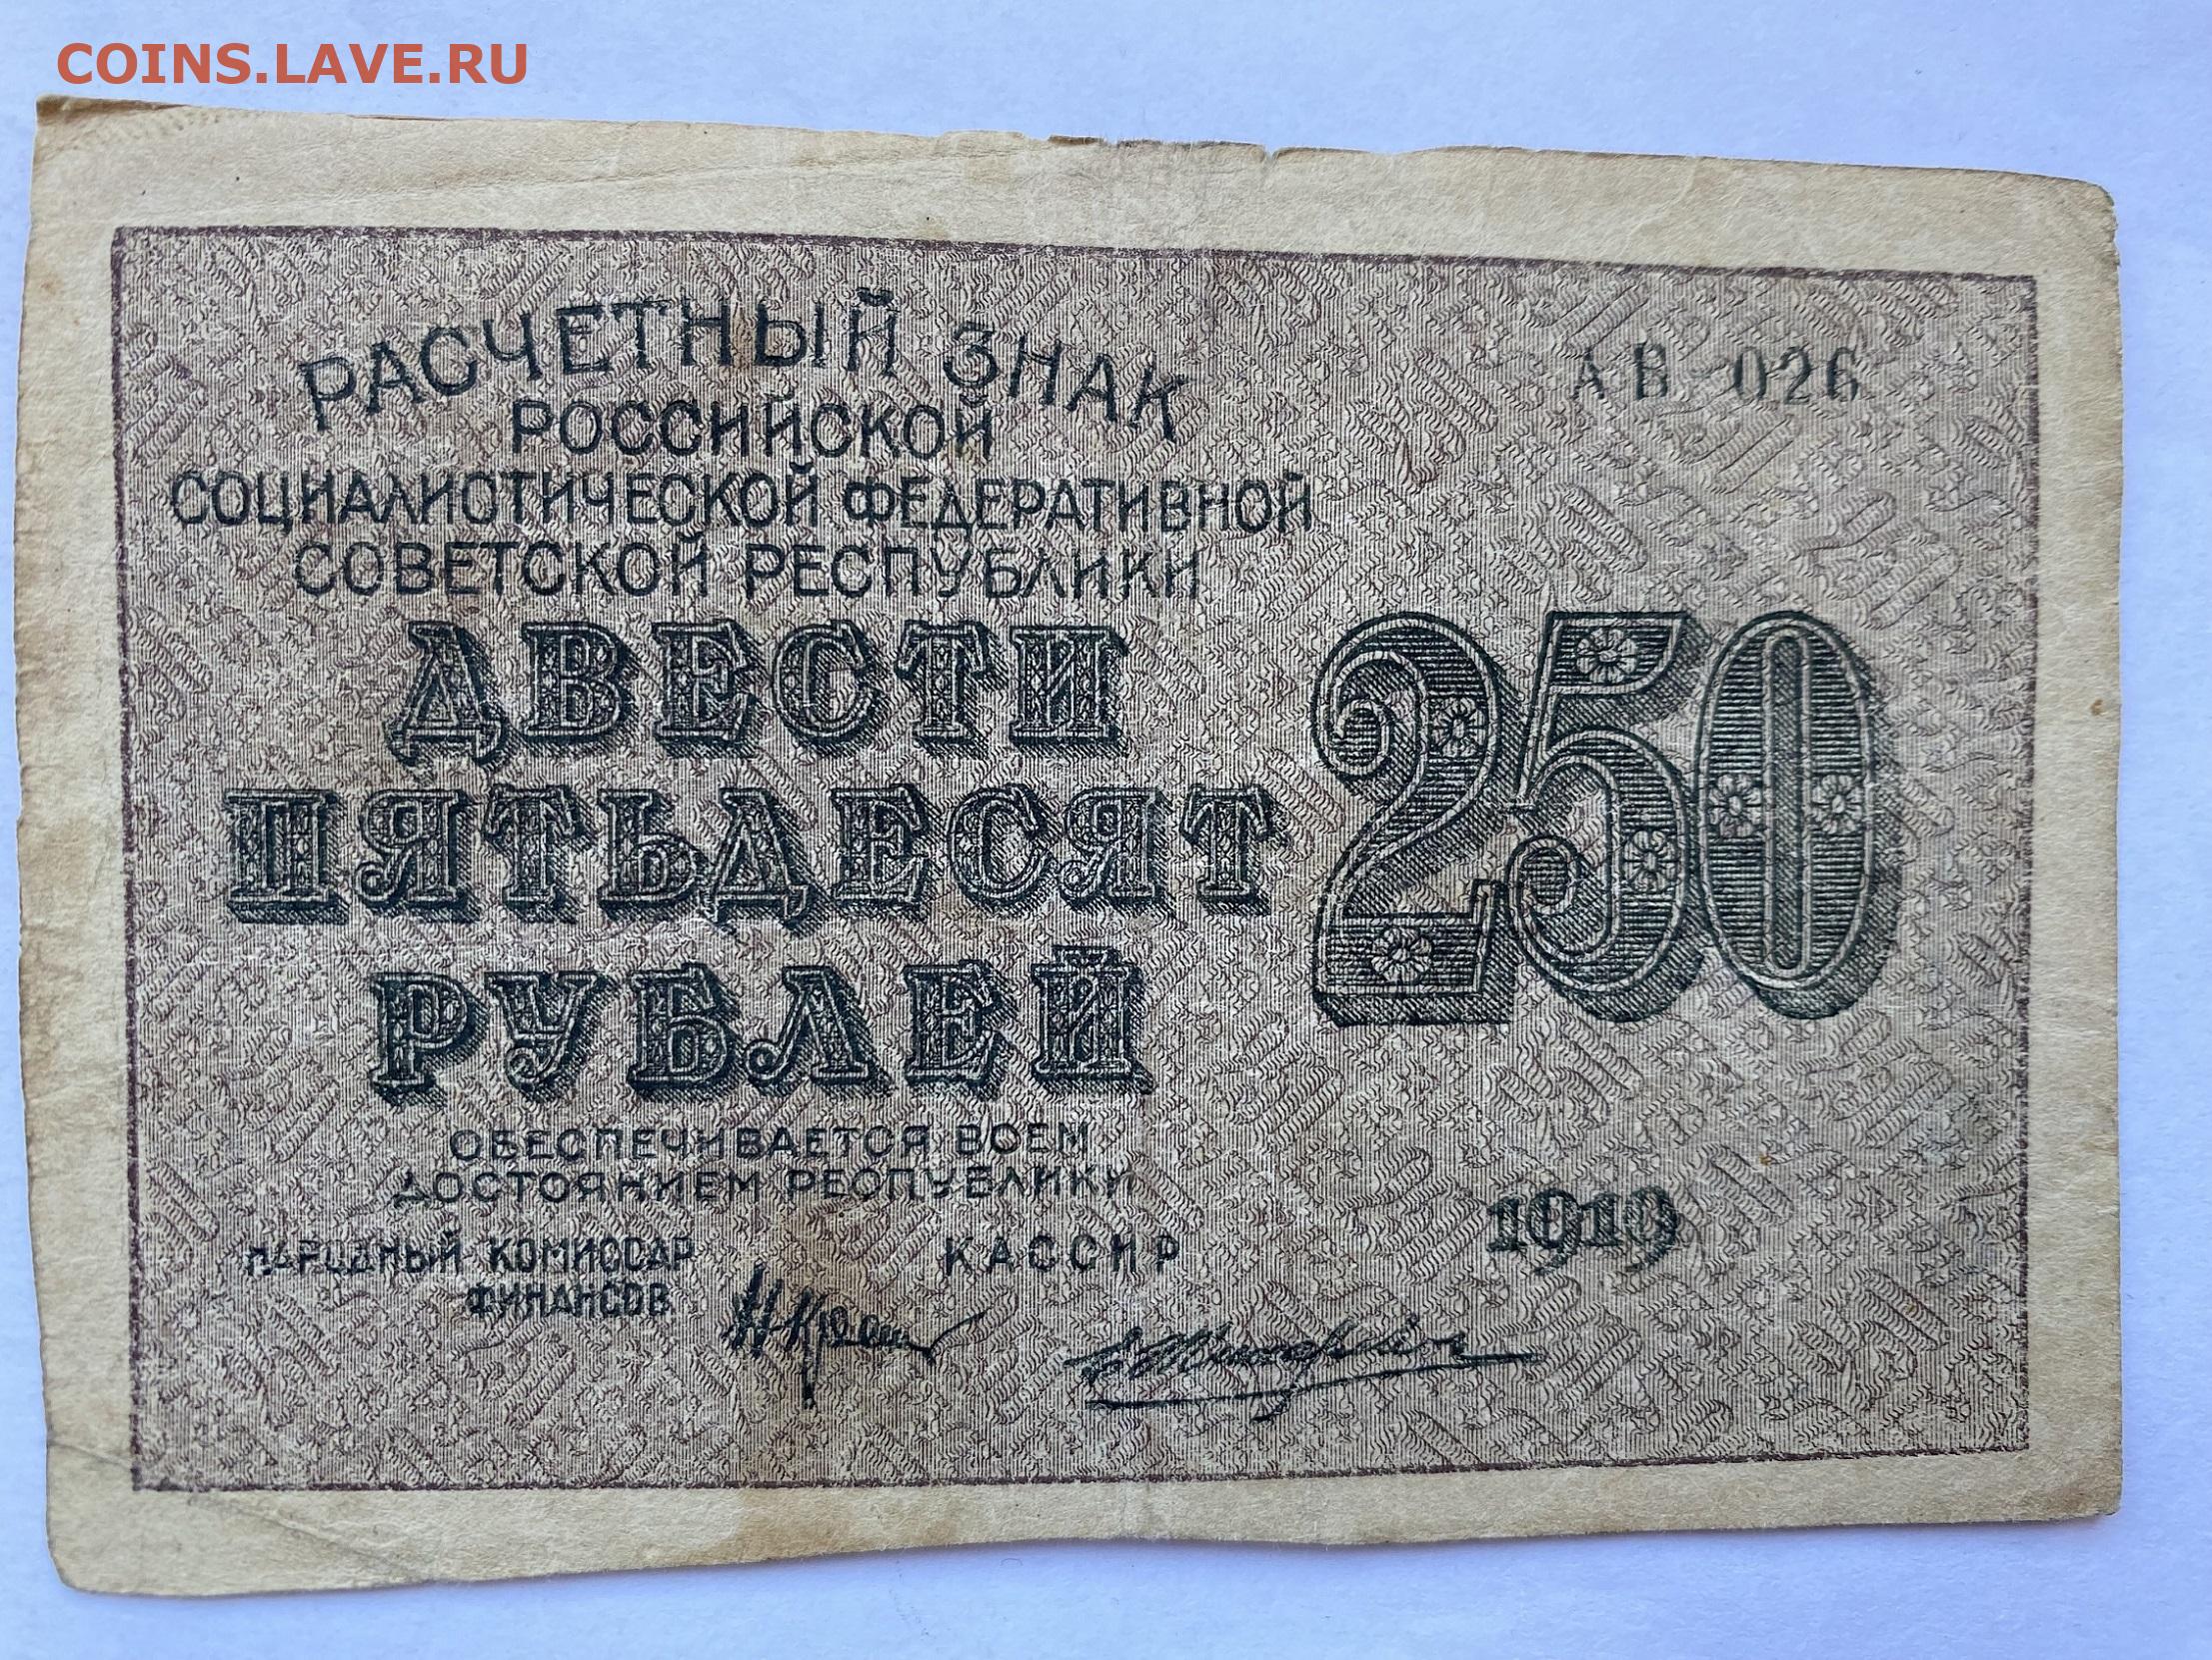 COINS.LAVE.RU
РАСЧЕТНЫЙ ЗНАК
АВ-026
РОССИЙСКОЙ
СОЦИАЛИСТИЧЕСКОЙ ФЕДЕРАТИВНОЙ
СОВЕТСКОЙ РЕСПУБЛИКИ
ДВЕСТИ
ПЯТЬДЕСЯТ
РУБЛЕЙ
250
ОБЕСПЕЧИВАЕТСЯ ВСЕМ
ДОСТОЯНИЕМ РЕСПУБЛИКИ
НАРОДНЫЙ КОМИССАР
ФИНАНСОВ
КАССИР
1919